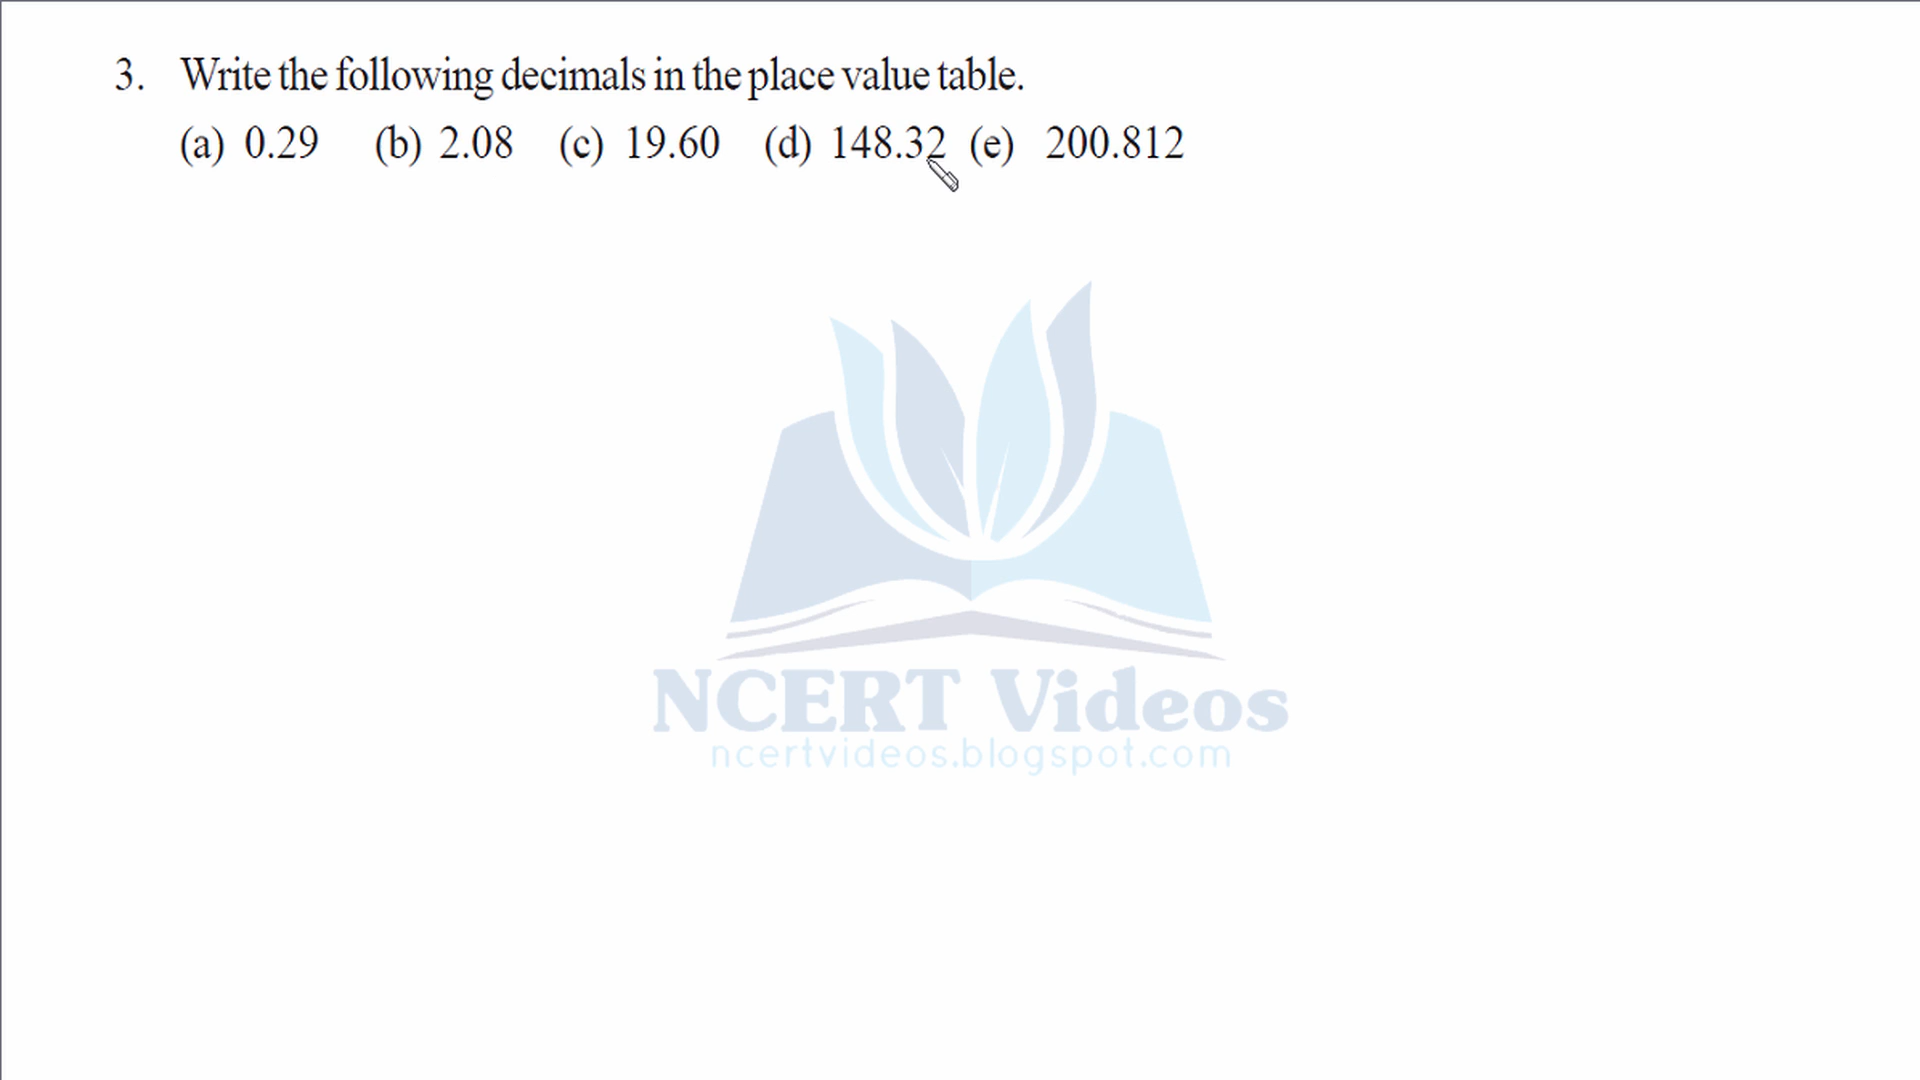 3. Write the following decimals in the place value table.
(a) 0.29 (b) 2.08 (c) 19.60 (d) 148.32 (e) 200.812
NCERT Videos
ncertvideos.blogspot.com